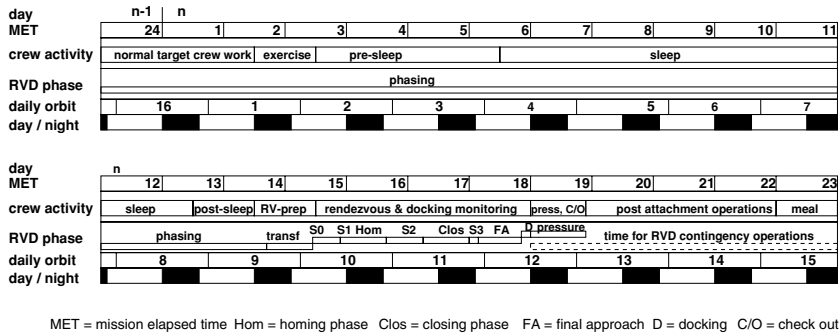 day n-1 n
MET 24 1 2 3 4 5 6 7 8 9 10 11
crew activity normal target crew work exercise pre-sleep sleep
RVD phase phasing
daily orbit 16 1 2 3 4 5 6 7
day / night
day n
MET 12 13 14 15 16 17 18 19 20 21 22 23
crew activity sleep post-sleep RV-prep rendezvous & docking monitoring press, C/O post attachment operations meal
RVD phase phasing transf S0 S1 Hom S2 Clos S3 FA D pressure time for RVD contingency operations
daily orbit 8 9 10 11 12 13 14 15
day / night
MET = mission elapsed time Hom = homing phase Clos = closing phase FA = final approach D = docking C/O = check out